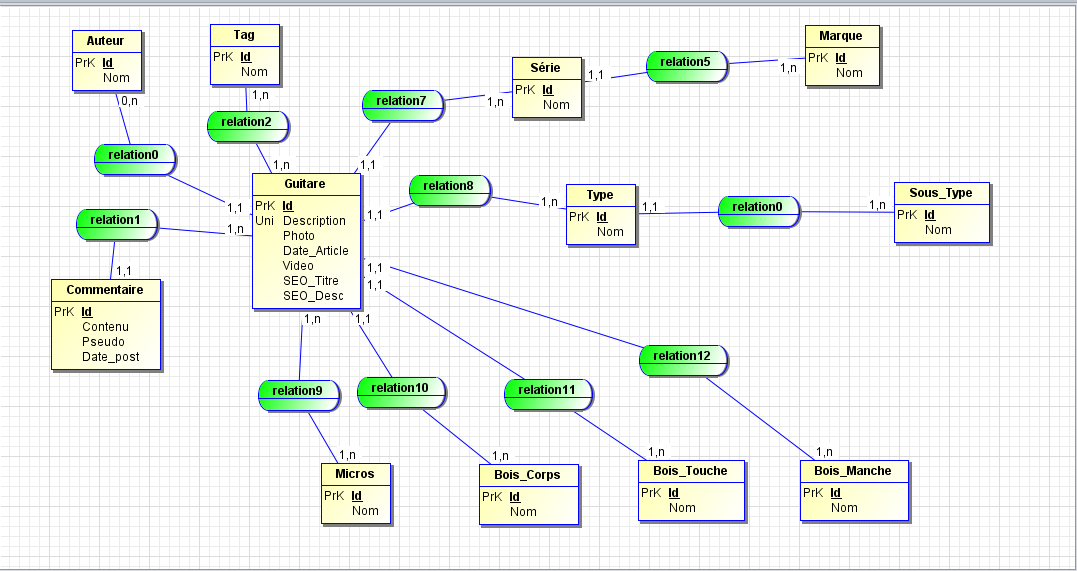 Auteur
PrK Id
Nom
0,n
relation0
1,1
Tag
PrK Id
Nom
1,n
relation2
1,n
relation7
1,1
1,n
Série
PrK Id
Nom
1,1
relation5
1,n
Marque
PrK Id
Nom
relation1
1,n
1,1
Commentaire
PrK Id
Contenu
Pseudo
Date_post
Guitare
PrK Id
Uni Description
Photo
Date_Article
Video
SEO_Titre
SEO_Desc
relation8
1,1
1,n
Type
PrK Id
Nom
1,1
relation0
1,n
Sous_Type
PrK Id
Nom
1,1
1,1
1,n
1,1
relation9
relation10
relation11
relation12
1,n
Micros
PrK Id
Nom
1,n
Bois_Corps
PrK Id
Nom
1,n
Bois_Touche
PrK Id
Nom
1,n
Bois_Manche
PrK Id
Nom